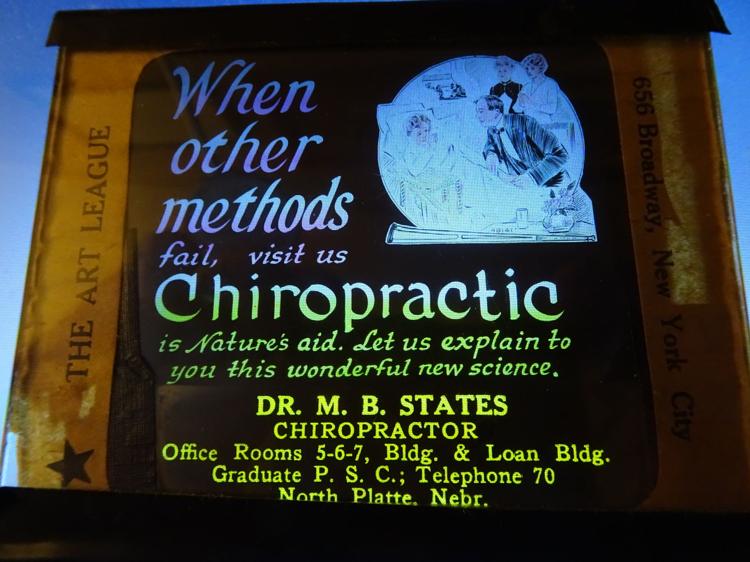 THE ART LEAGUE
When
other
methods
fail, visit us
Chiropractic
is Nature's aid. Let us explain to
you this wonderful new science.
DR. M. B. STATES
CHIROPRACTOR
Office Rooms 5-6-7, Bldg. & Loan Bldg.
Graduate P. S. C.; Telephone 70
North Platte, Nebr.
656 Broadway, New York City